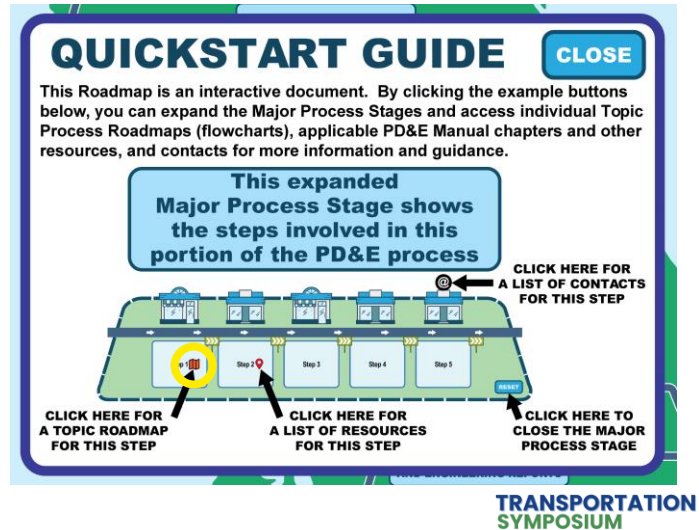 QUICKSTART GUIDE
CLOSE
This Roadmap is an interactive document. By clicking the example buttons
below, you can expand the Major Process Stages and access individual Topic
Process Roadmaps (flowcharts), applicable PD&E Manual chapters and other
resources, and contacts for more information and guidance.
This expanded
Major Process Stage shows
the steps involved in this
portion of the PD&E process
@
CLICK HERE FOR
A LIST OF CONTACTS
FOR THIS STEP
p 1
Step 2
Step 3
Step 4
Step 5
RESET
CLICK HERE FOR
A TOPIC ROADMAP
FOR THIS STEP
CLICK HERE FOR
A LIST OF RESOURCES
FOR THIS STEP
CLICK HERE TO
CLOSE THE MAJOR
PROCESS STAGE
AND ENGINEERING REPORTS
TRANSPORTATION
SYMPOSIUM